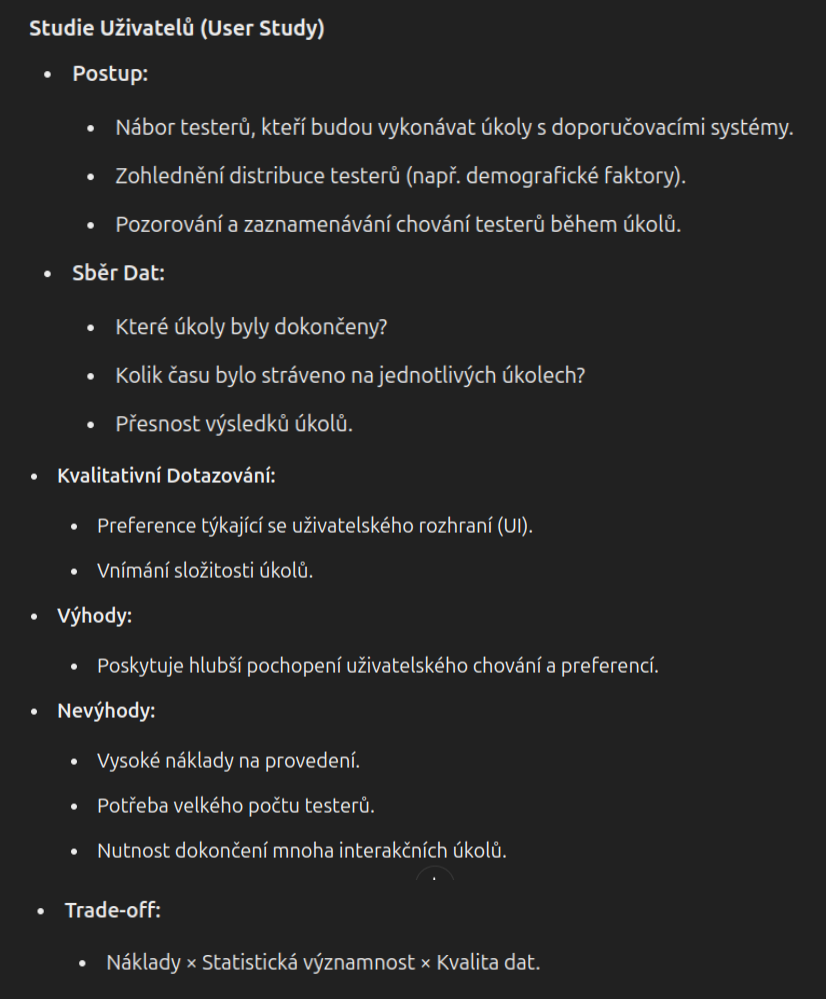 Studie Uživatelů (User Study)
• Postup:
• Nábor testerů, kteří budou vykonávat úkoly s doporučovacími systémy.
• Zohlednění distribuce testerů (např. demografické faktory).
• Pozorování a zaznamenávání chování testerů během úkolů.
• Sběr Dat:
• Které úkoly byly dokončeny?
• Kolik času bylo stráveno na jednotlivých úkolech?
• Přesnost výsledků úkolů.
• Kvalitativní Dotazování:
• Preference týkající se uživatelského rozhraní (UI).
• Vnímání složitosti úkolů.
• Výhody:
• Poskytuje hlubší pochopení uživatelského chování a preferencí.
• Nevýhody:
• Vysoké náklady na provedení.
• Potřeba velkého počtu testerů.
• Nutnost dokončení mnoha interakčních úkolů.
• Trade-off:
• Náklady × Statistická významnost × Kvalita dat.